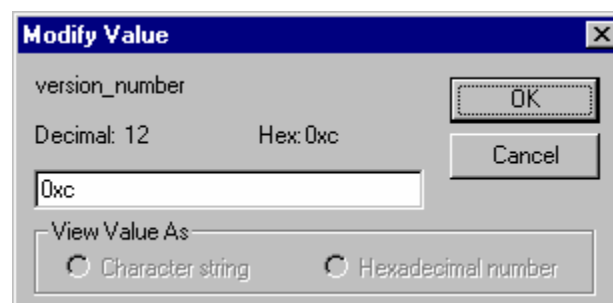 Modify Value
version_number
OK
Decimal: 12 Hex: 0xc
Cancel
0xc
View Value As
Character string Hexadecimal number